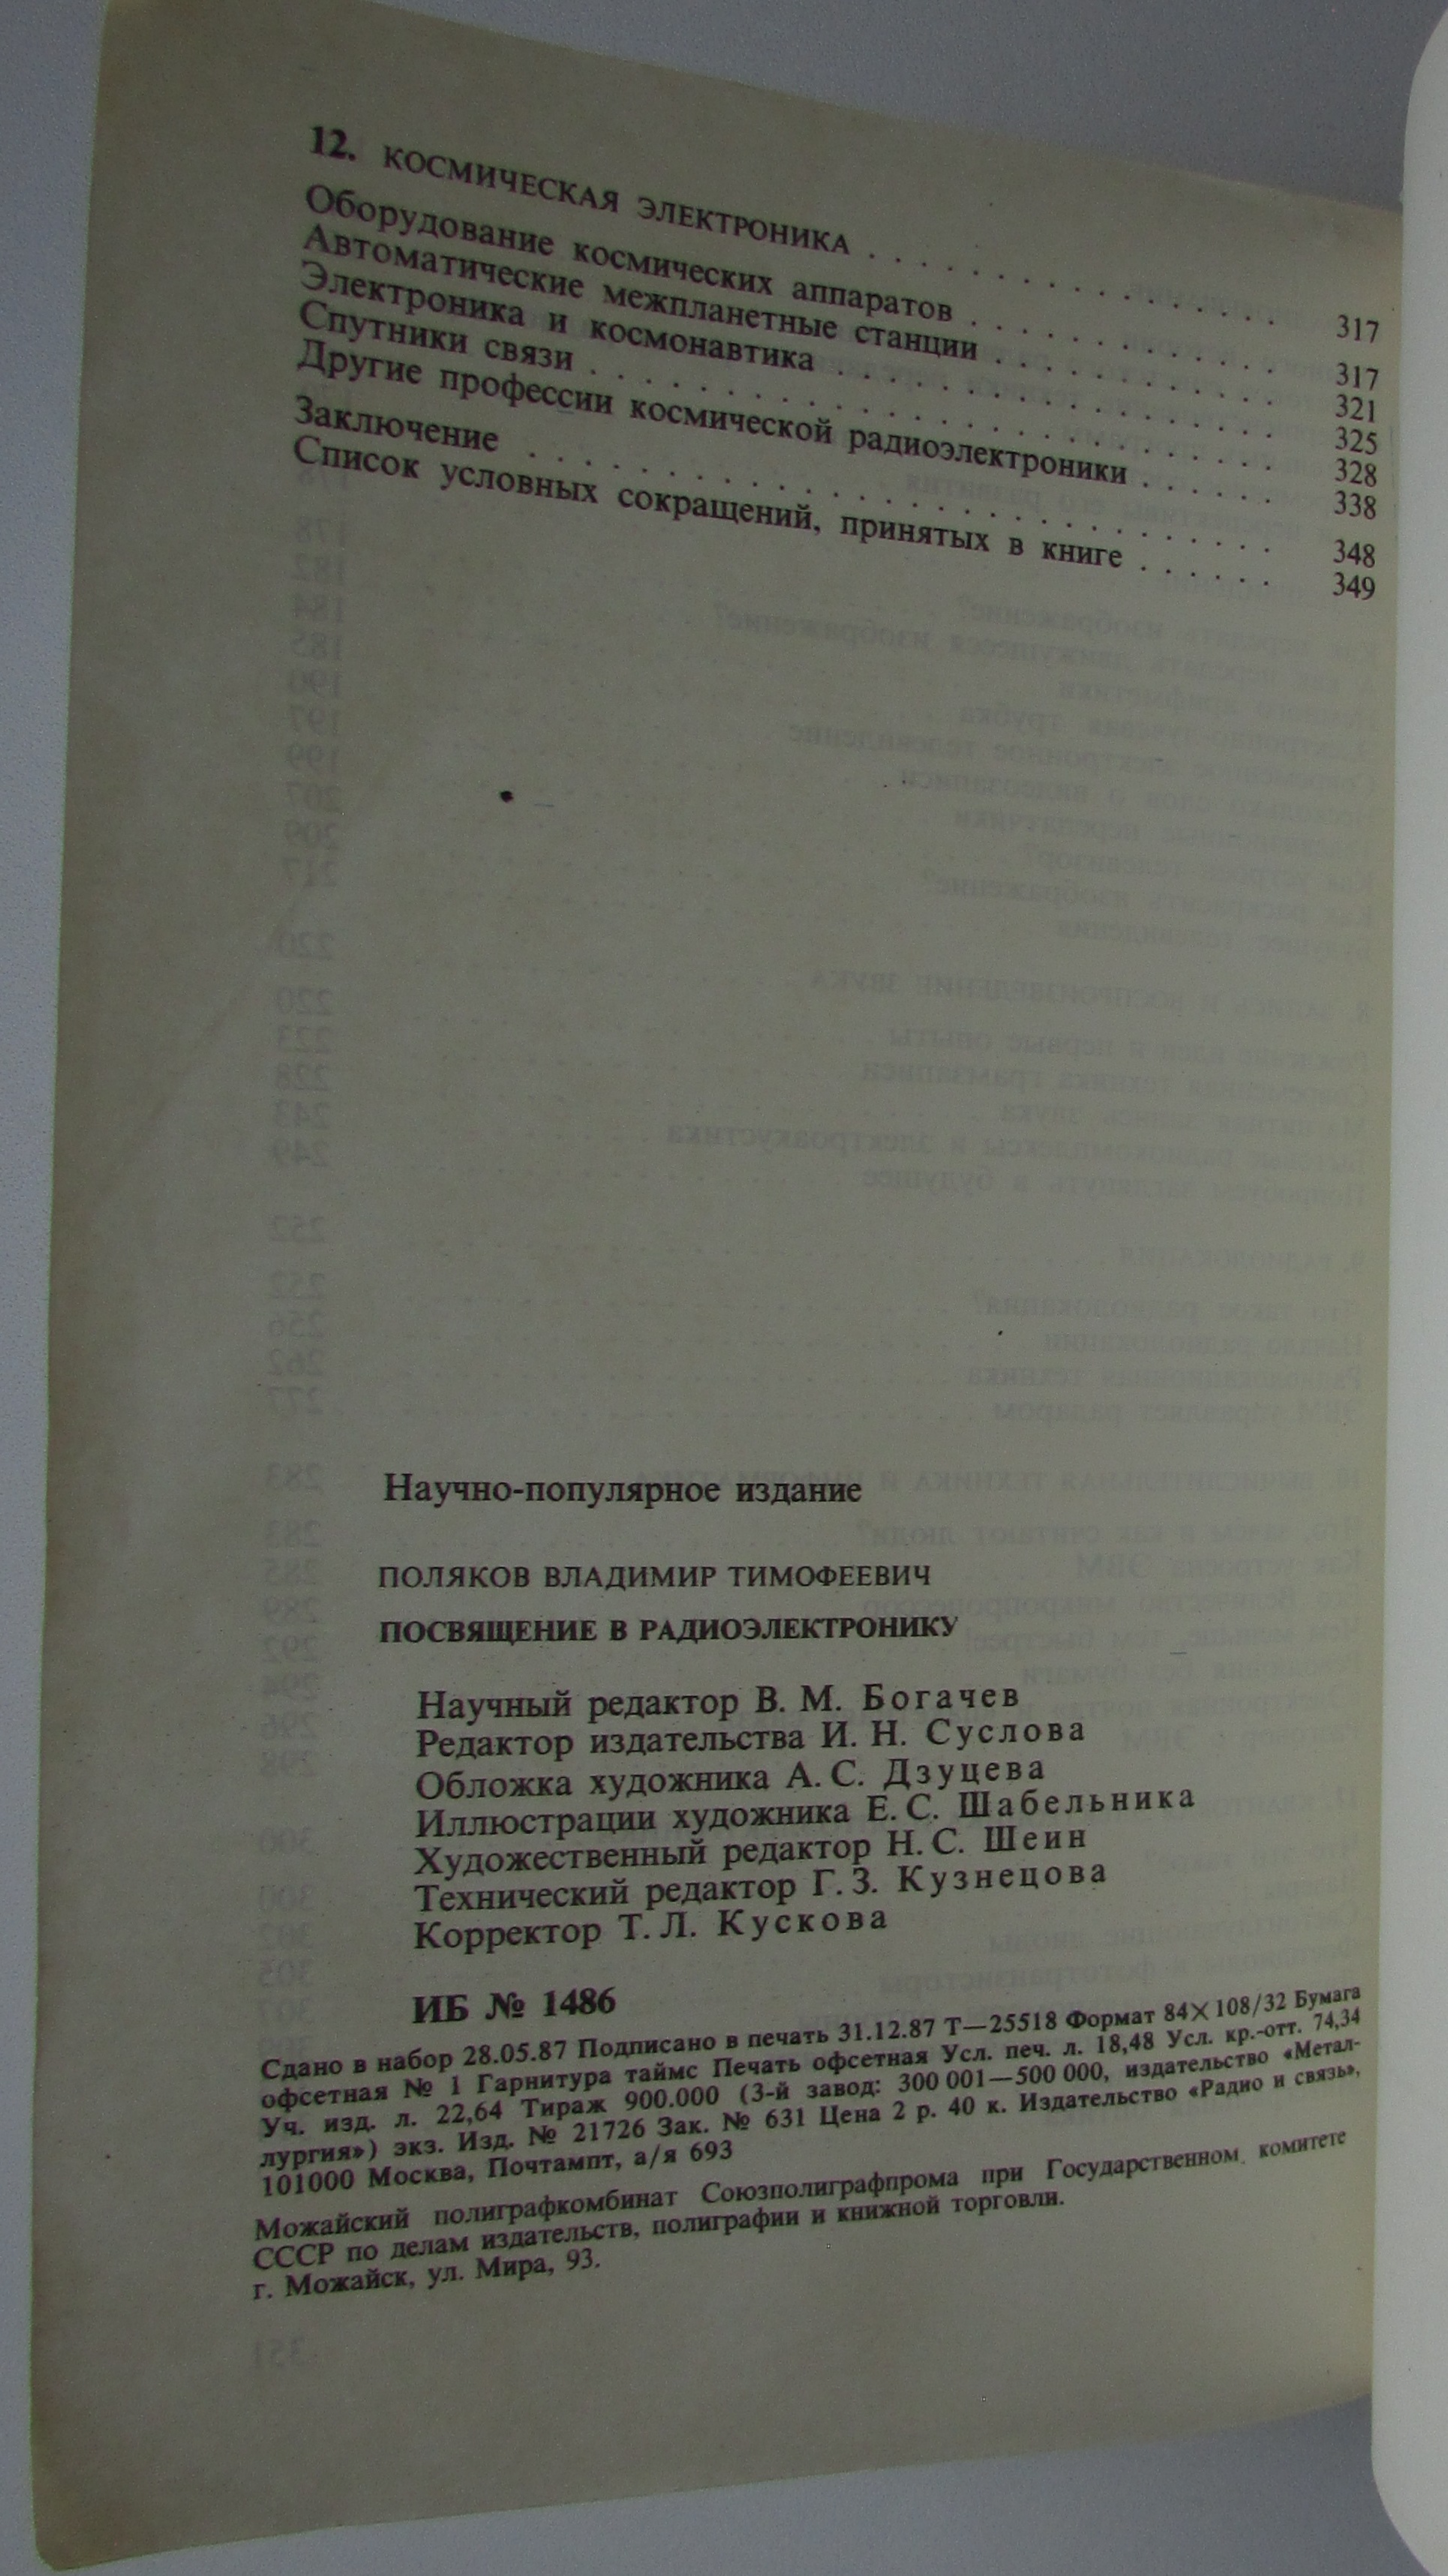 12. КОСМИЧЕСКАЯ ЭЛЕКТРОНИКА . . . . . . . . . . . . . . . . 317
Оборудование космических аппаратов . . . . . . . . . . . . 317
Автоматические межпланетные станции . . . . . . . . . . . 321
Электроника и космонавтика . . . . . . . . . . . . . . . . . 325
Спутники связи . . . . . . . . . . . . . . . . . . . . . . . 328
Другие профессии космической радиоэлектроники . . . . . . 338
Заключение . . . . . . . . . . . . . . . . . . . . . . . . . 348
Список условных сокращений, принятых в книге . . . . . . 349
Научно-популярное издание
ПОЛЯКОВ ВЛАДИМИР ТИМОФЕЕВИЧ
ПОСВЯЩЕНИЕ В РАДИОЭЛЕКТРОНИКУ
Научный редактор В. М. Богачев
Редактор издательства И. Н. Суслова
Обложка художника А. С. Дзуцева
Иллюстрации художника Е. С. Шабельника
Художественный редактор Н. С. Шеин
Технический редактор Г. З. Кузнецова
Корректор Т. Л. Кускова
ИБ № 1486
Сдано в набор 28.05.87 Подписано в печать 31.12.87 Т—25518 Формат 84×108/32 Бумага
офсетная № 1 Гарнитура таймс Печать офсетная Усл. печ. л. 18,48 Усл. кр.-отт. 74,34
Уч. изд. л. 22,64 Тираж 900.000 (3-й завод: 300 001—500 000, издательство «Метал-
лургия») экз. Изд. № 21726 Зак. № 631 Цена 2 р. 40 к. Издательство «Радио и связь»,
101000 Москва, Почтампт, а/я 693
Можайский полиграфкомбинат Союзполиграфпрома при Государственном комитете
СССР по делам издательств, полиграфии и книжной торговли.
г. Можайск, ул. Мира, 93.